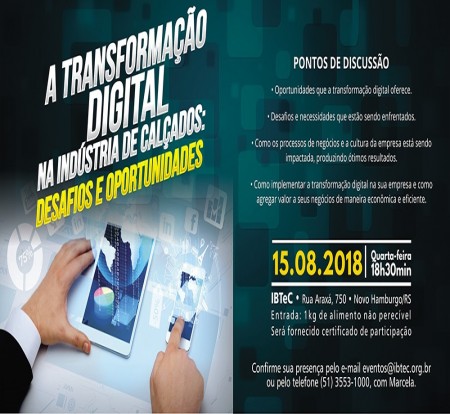 A TRANSFORMAÇÃO
DIGITAL
NA INDÚSTRIA DE CALÇADOS:
DESAFIOS E OPORTUNIDADES
PONTOS DE DISCUSSÃO
• Oportunidades que a transformação digital oferece.
• Desafios e necessidades que estão sendo enfrentados.
• Como os processos de negócios e a cultura da empresa está sendo
impactada, produzindo ótimos resultados.
• Como implementar a transformação digital na sua empresa e como
agregar valor a seus negócios de maneira econômica e eficiente.
15.08.2018 | Quarta-feira
18h30min
IBTeC • Rua Araxá, 750 • Novo Hamburgo/RS
Entrada: 1kg de alimento não perecível
Será fornecido certificado de participação
Confirme sua presença pelo e-mail eventos@ibtec.org.br
ou pelo telefone (51) 3553-1000, com Marcela.